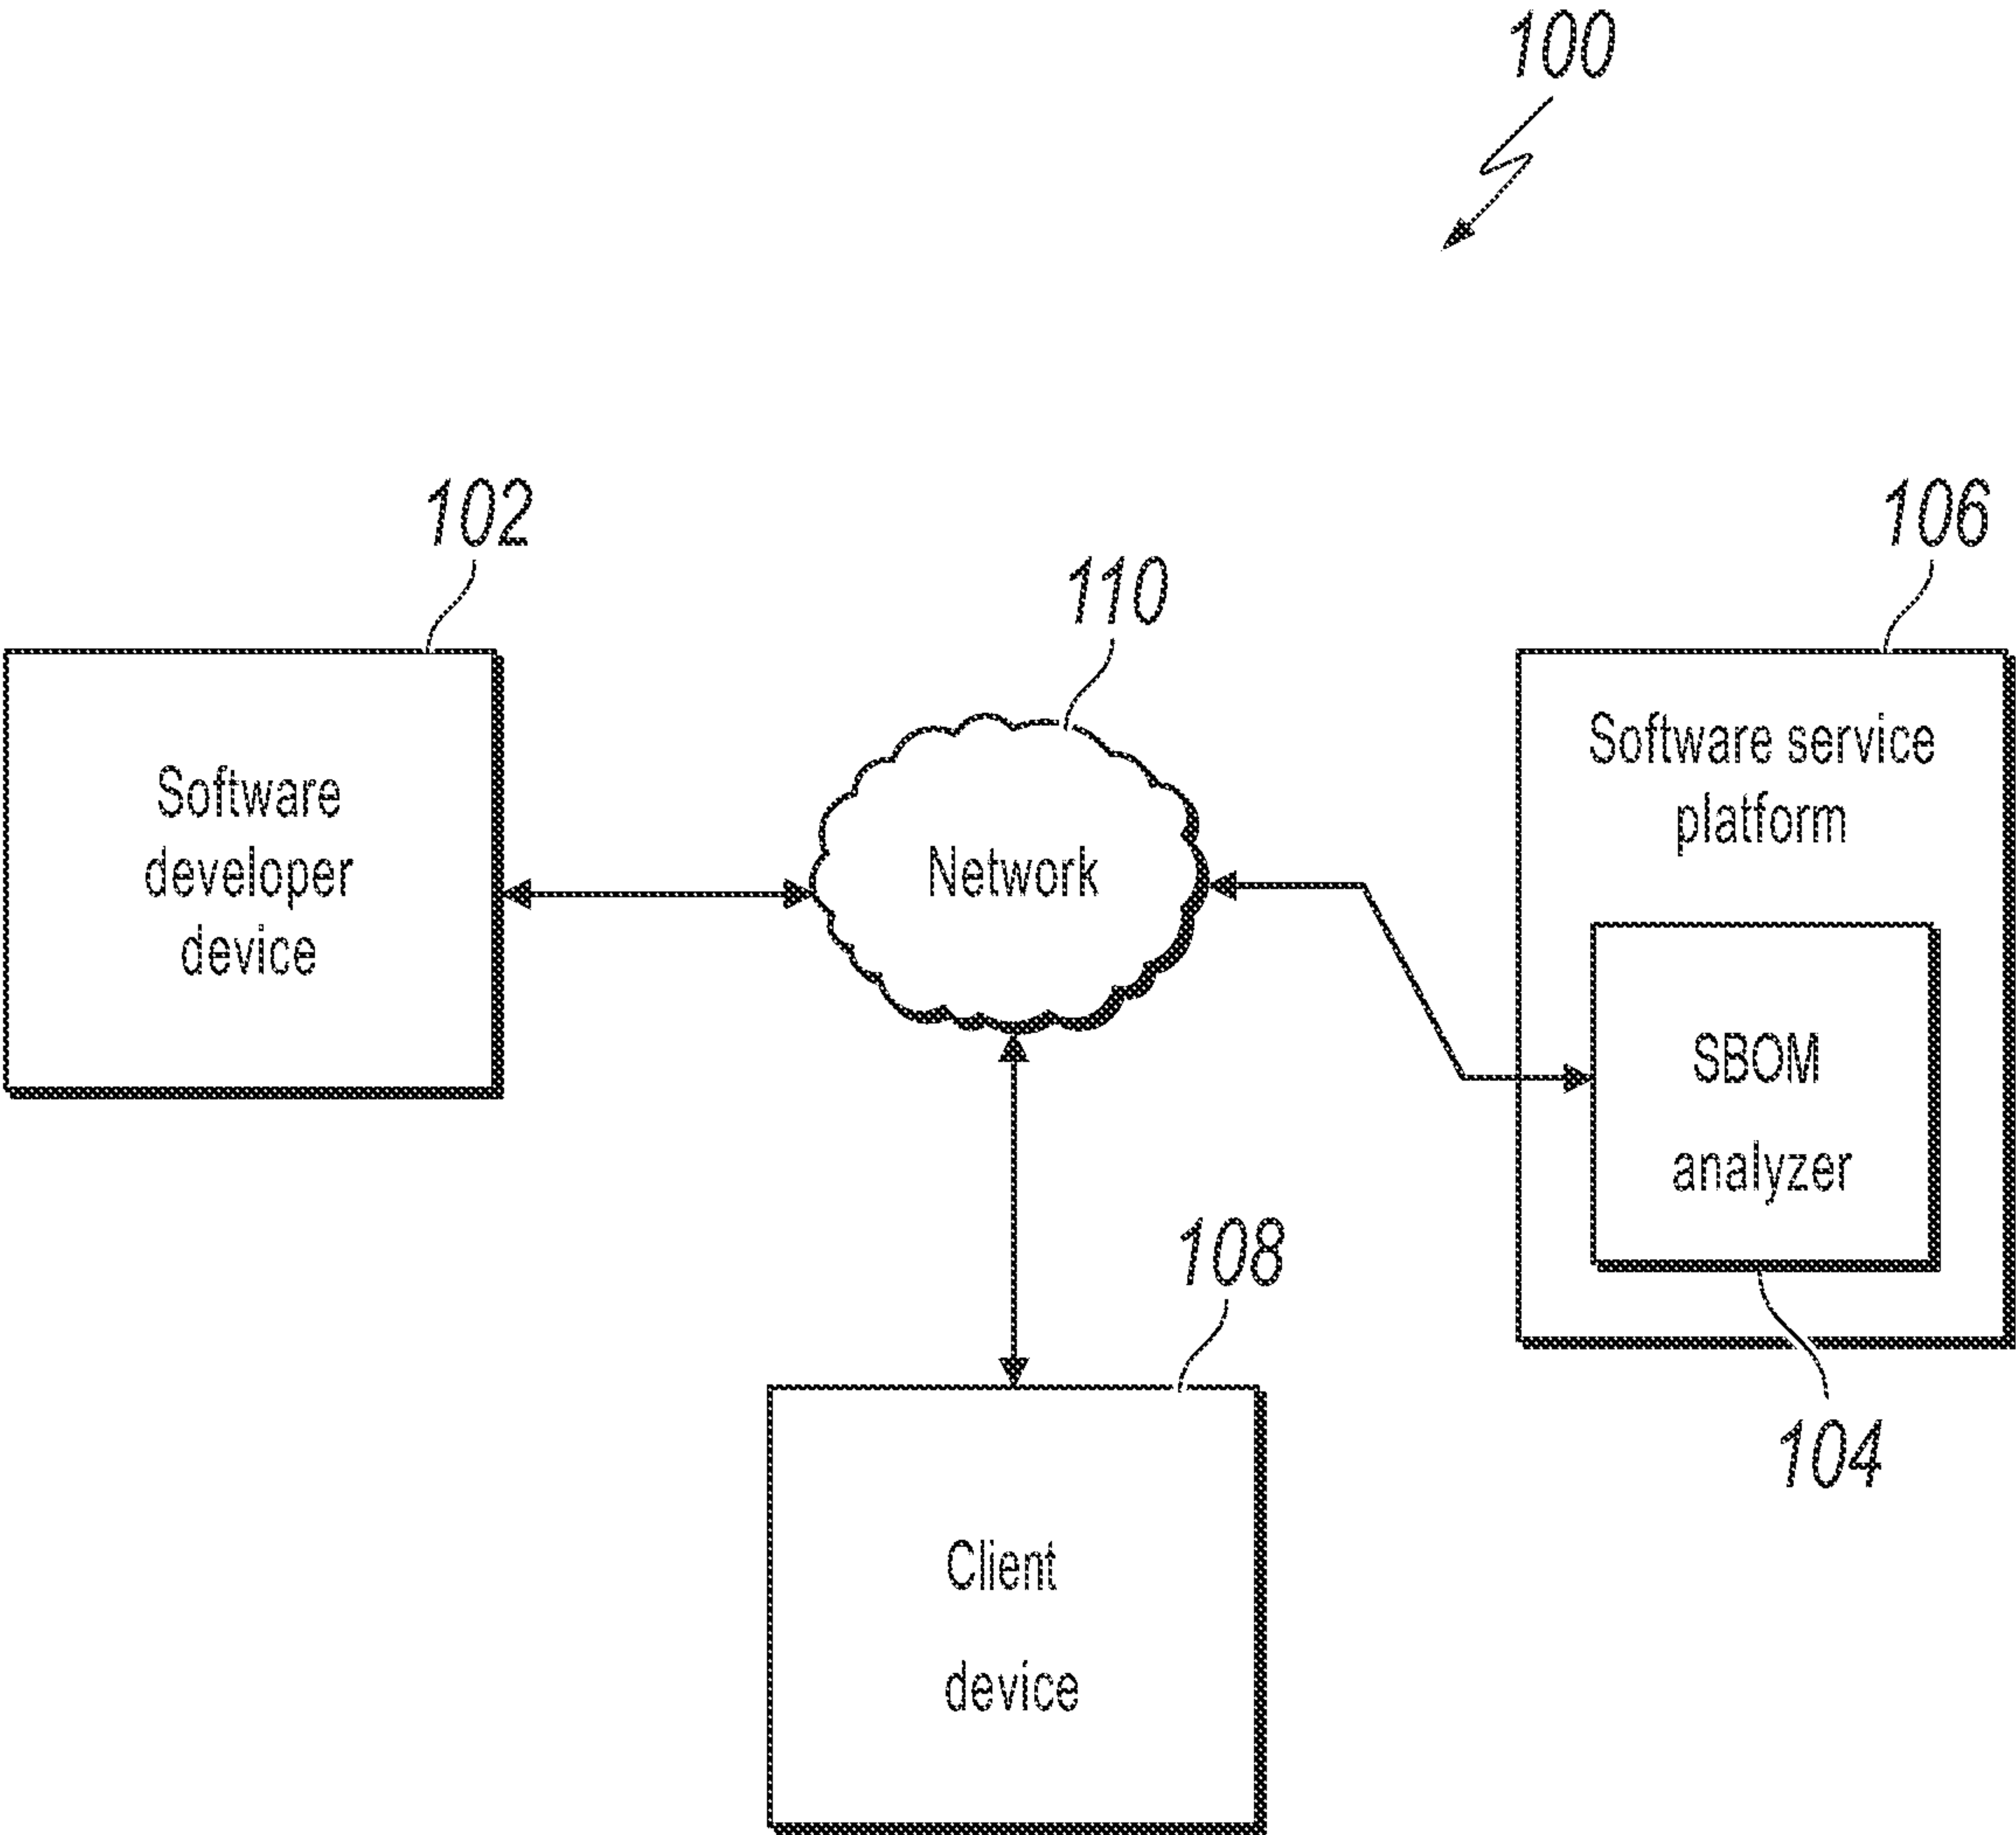 100
102
106
110
Software
developer
device
Network
Software service
platform
SBOM
analyzer
108
104
Client
device